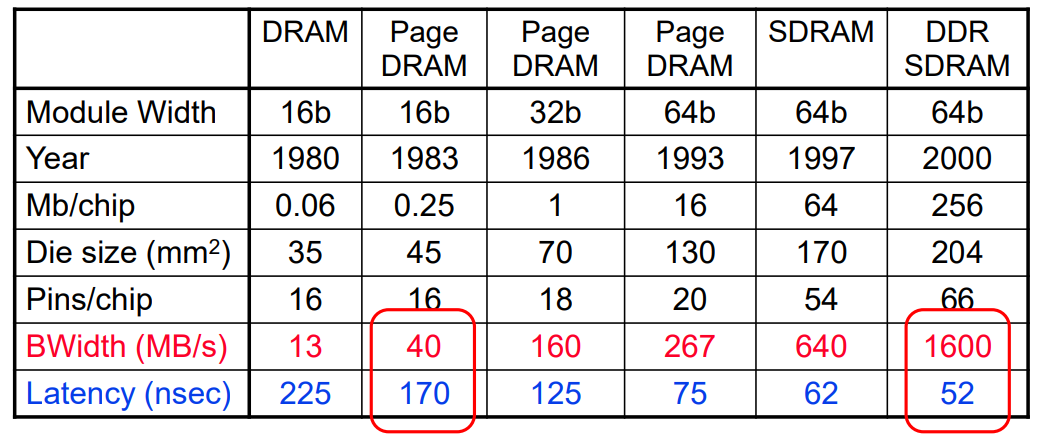 DRAM Page DRAM Page DRAM Page DRAM SDRAM DDR SDRAM
Module Width 16b 16b 32b 64b 64b 64b
Year 1980 1983 1986 1993 1997 2000
Mb/chip 0.06 0.25 1 16 64 256
Die size (mm²) 35 45 70 130 170 204
Pins/chip 16 16 18 20 54 66
BWidth (MB/s) 13 40 160 267 640 1600
Latency (nsec) 225 170 125 75 62 52